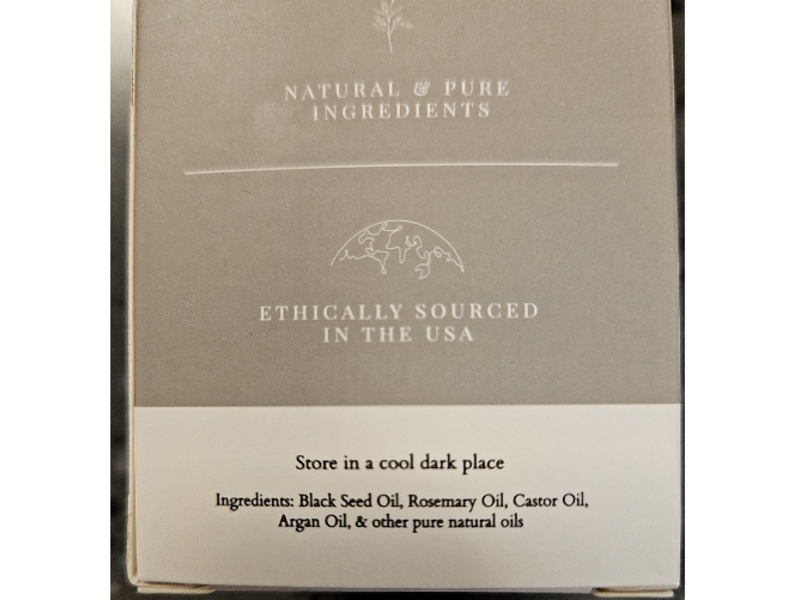 NATURAL & PURE
INGREDIENTS
ETHICALLY SOURCED
IN THE USA
Store in a cool dark place
Ingredients: Black Seed Oil, Rosemary Oil, Castor Oil,
Argan Oil, & other pure natural oils